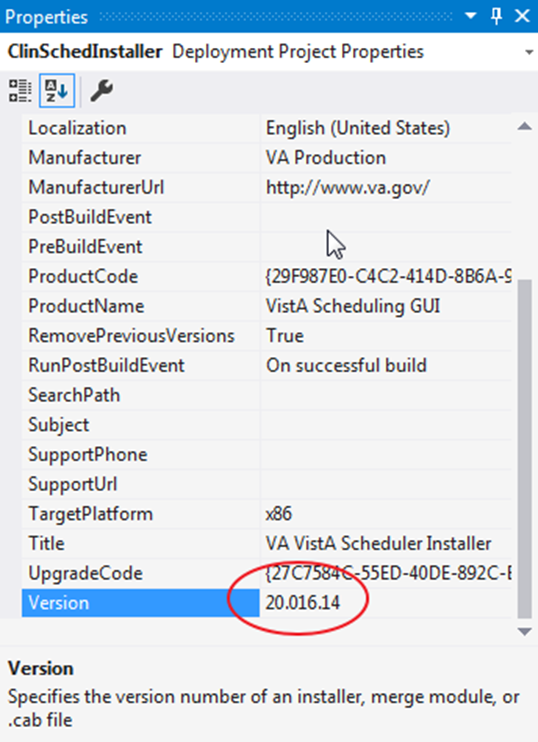 Properties
ClinSchedInstaller Deployment Project Properties
Localization English (United States)
Manufacturer VA Production
ManufacturerUrl http://www.va.gov/
PostBuildEvent
PreBuildEvent
ProductCode {29F987E0-C4C2-414D-8B6A-9
ProductName VistA Scheduling GUI
RemovePreviousVersions True
RunPostBuildEvent On successful build
SearchPath
Subject
SupportPhone
SupportUrl
TargetPlatform x86
Title VA VistA Scheduler Installer
UpgradeCode {27C7584C-55ED-40DE-892C-E
Version 20.016.14
Version
Specifies the version number of an installer, merge module, or
.cab file